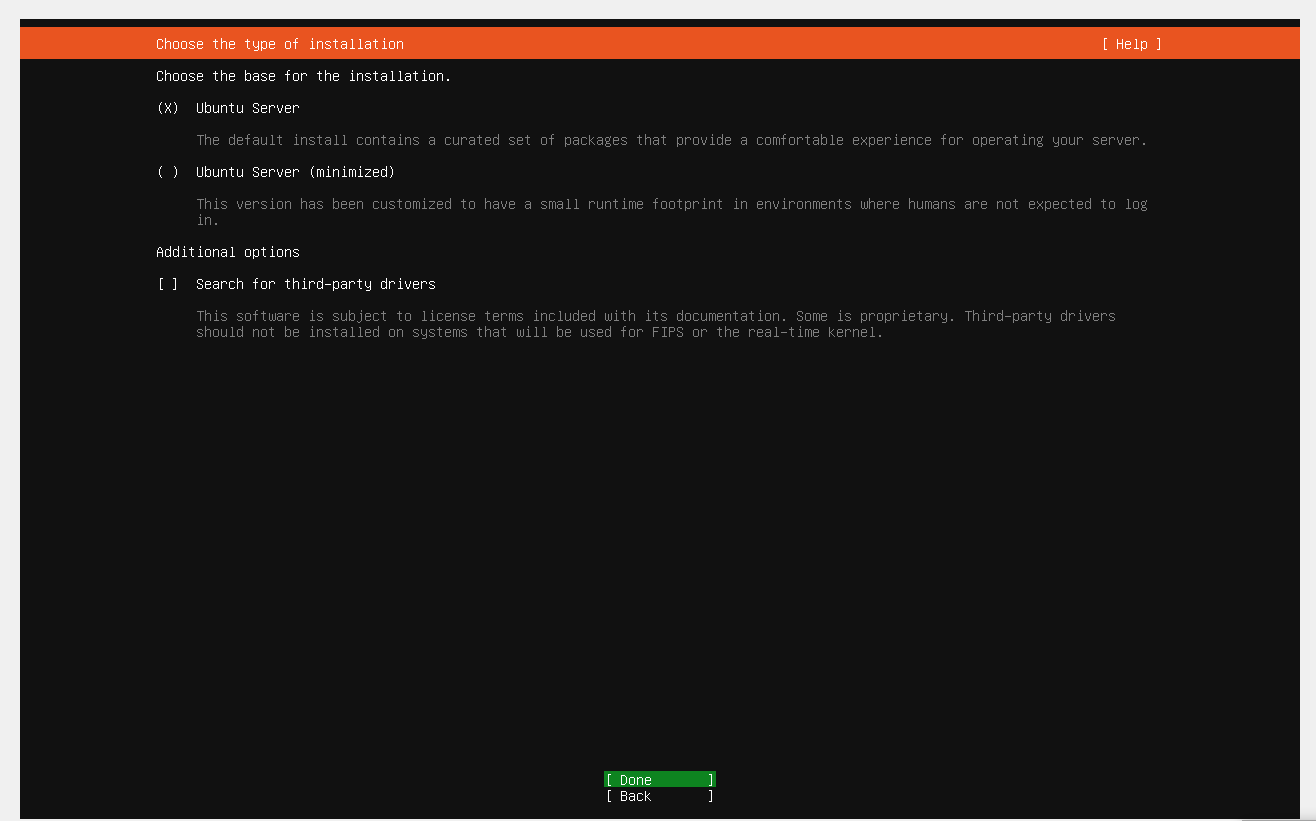 Choose the type of installation [ Help ]
Choose the base for the installation.
(X) Ubuntu Server
The default install contains a curated set of packages that provide a comfortable experience for operating your server.
( ) Ubuntu Server (minimized)
This version has been customized to have a small runtime footprint in environments where humans are not expected to log
in.
Additional options
[ ] Search for third-party drivers
This software is subject to license terms included with its documentation. Some is proprietary. Third-party drivers
should not be installed on systems that will be used for FIPS or the real-time kernel.
[ Done ]
[ Back ]